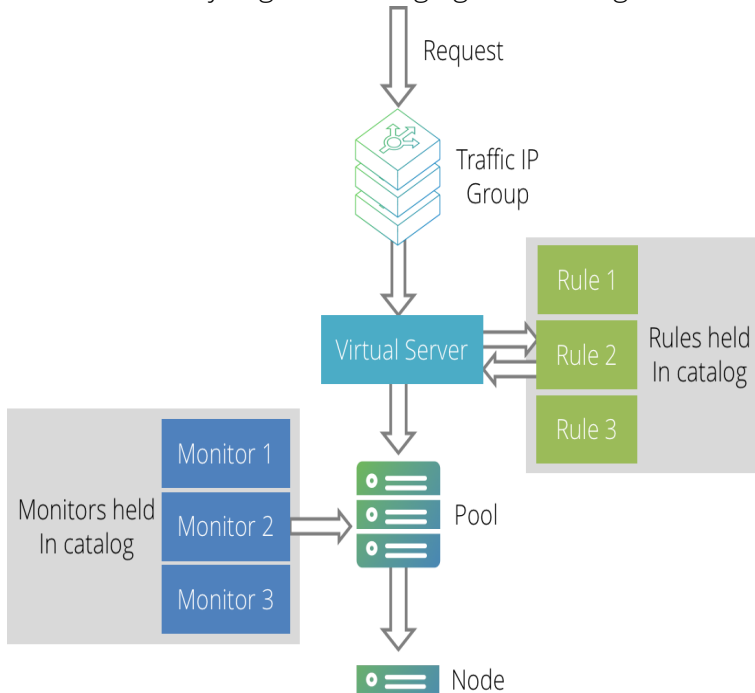 Request
Traffic IP
Group
Rule 1
Virtual Server
Rule 2
Rules held
In catalog
Rule 3
Monitor 1
Monitors held
In catalog
Monitor 2
Pool
Monitor 3
Node